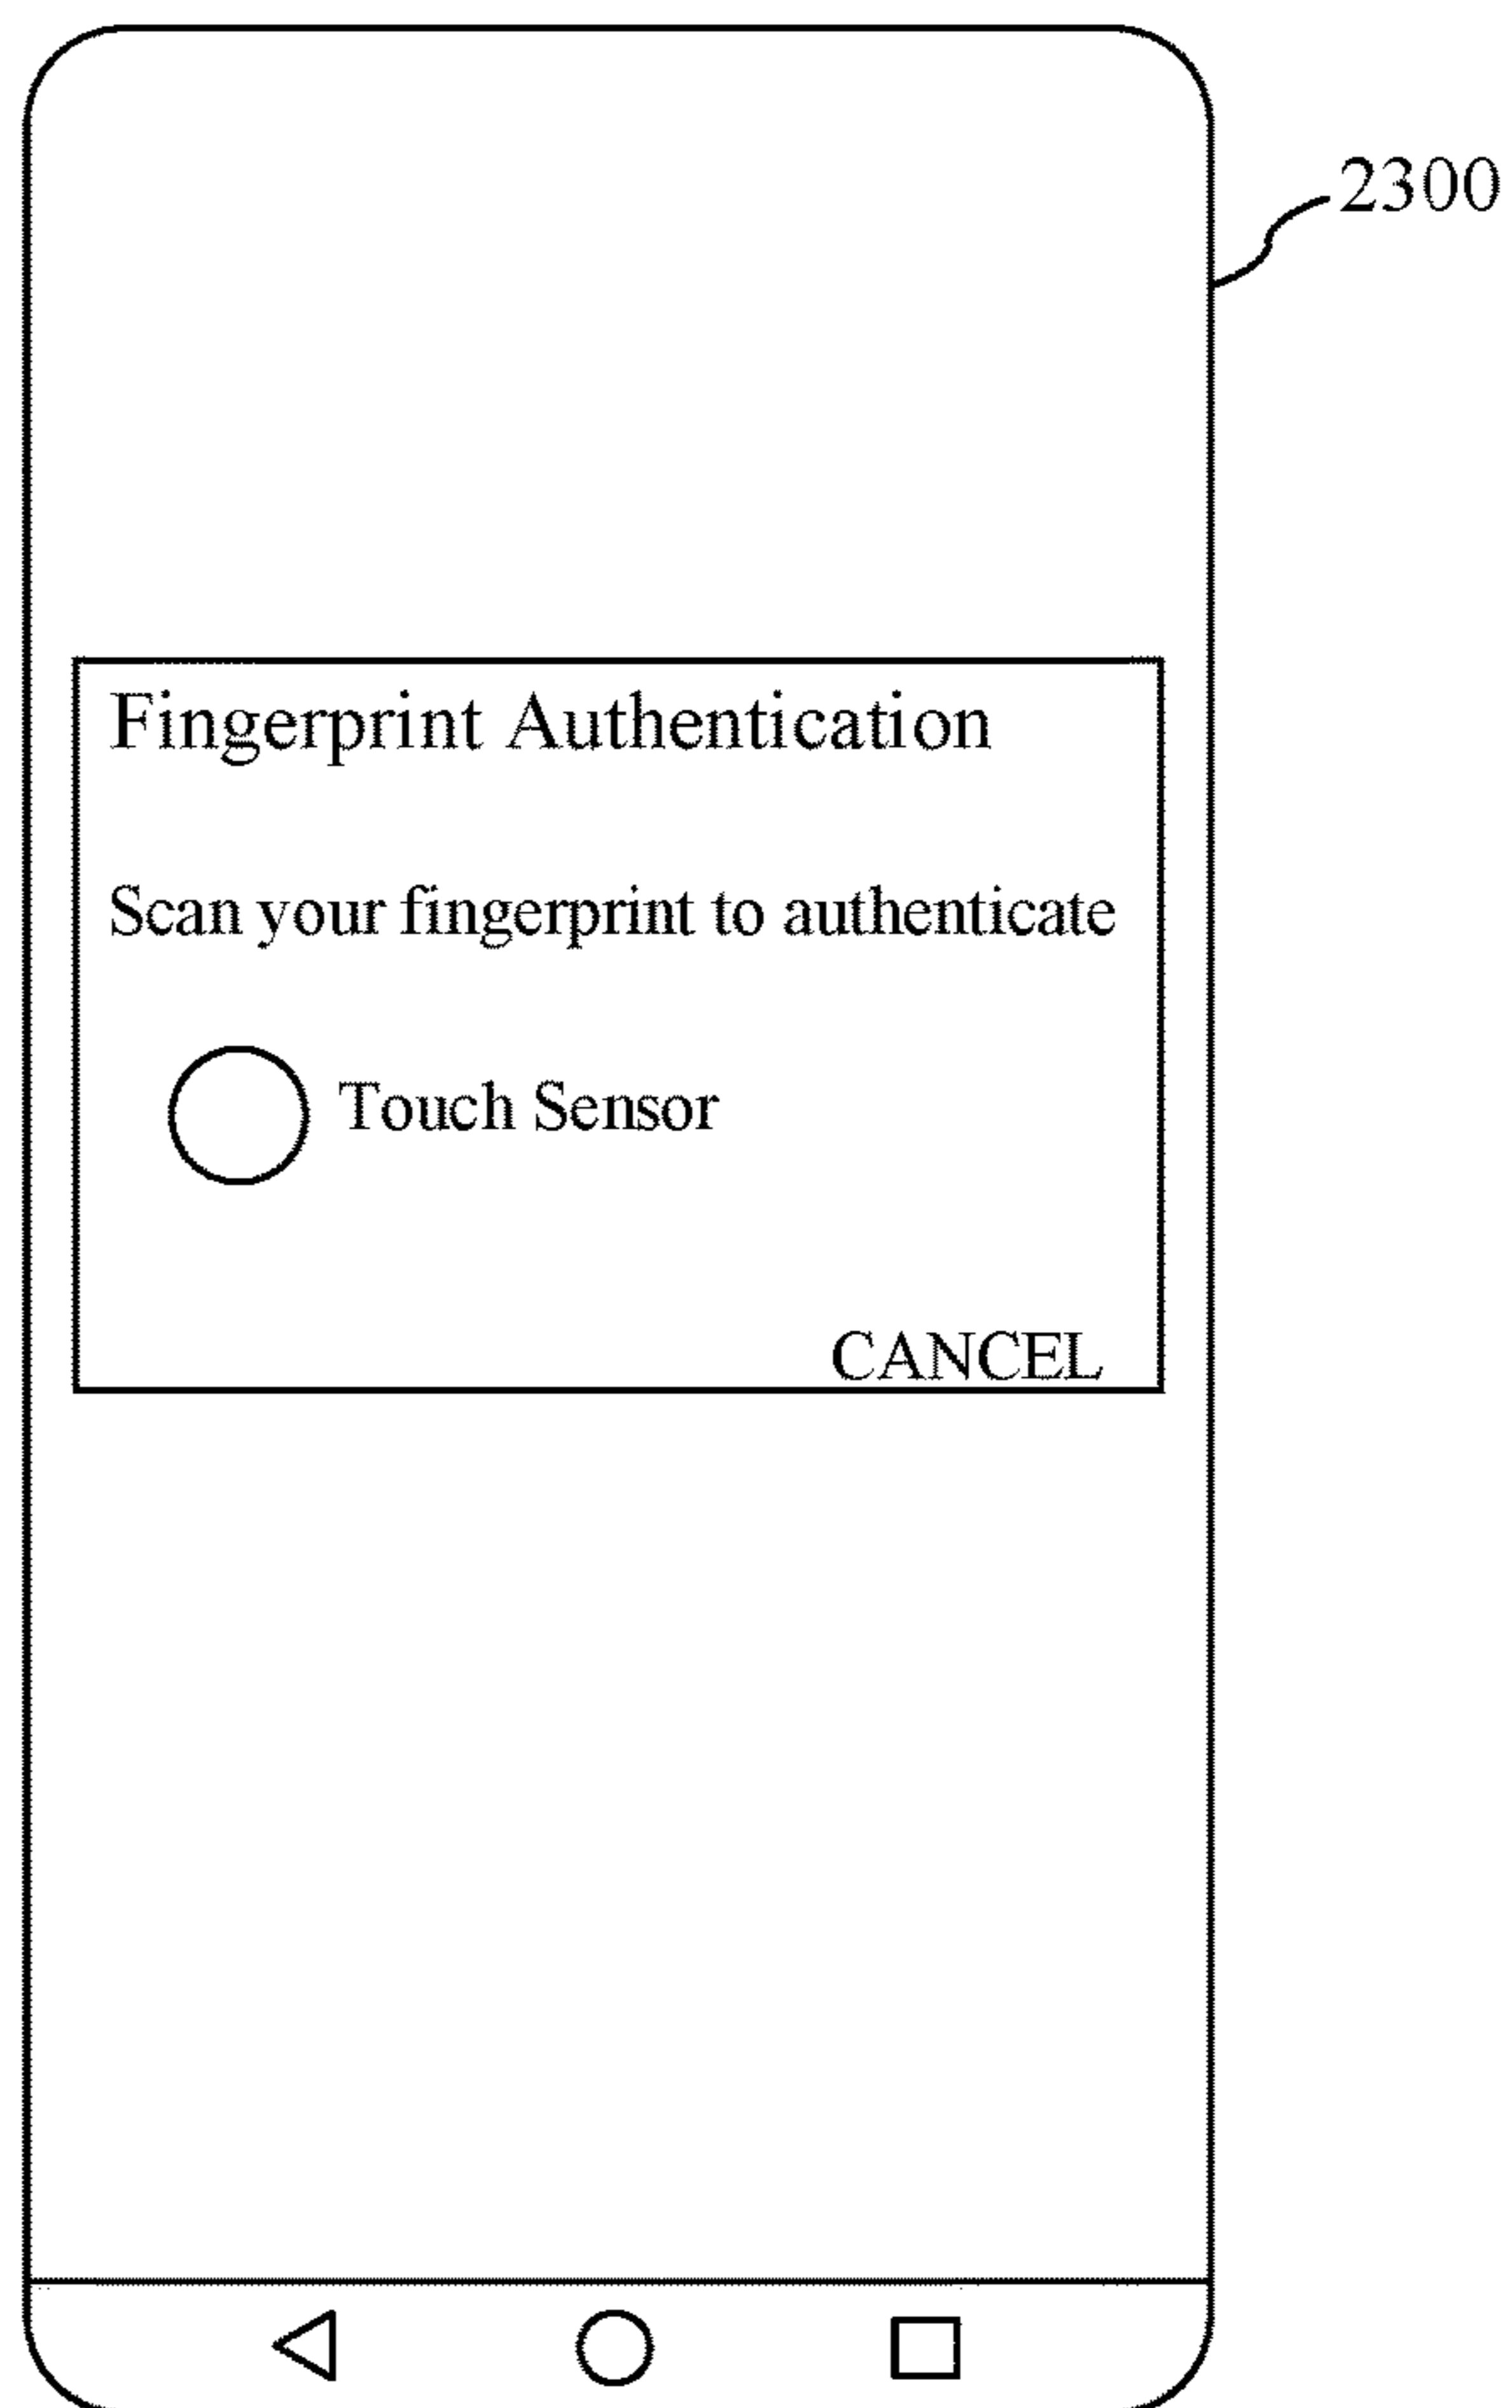 2300
Fingerprint Authentication
Scan your fingerprint to authenticate
Touch Sensor
CANCEL